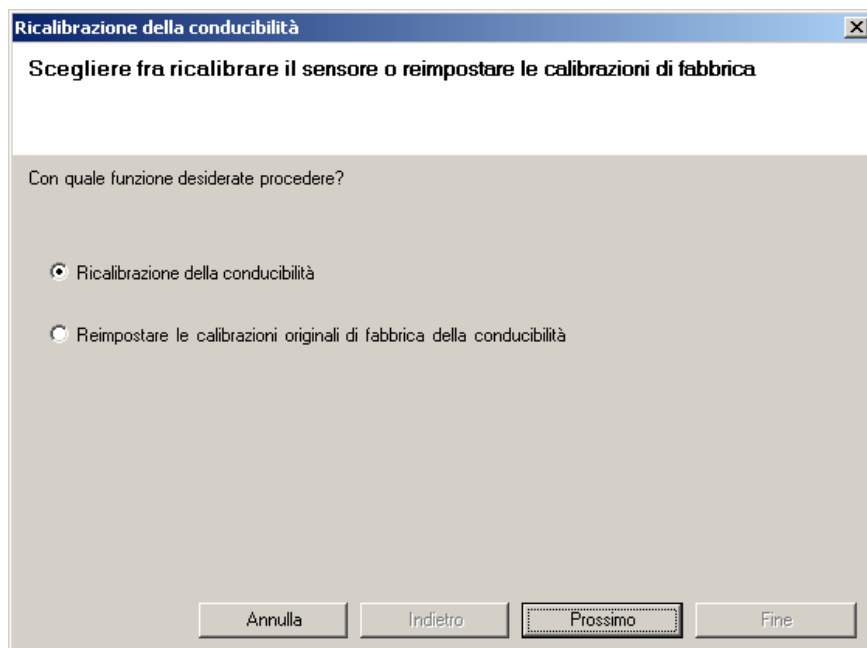 Ricalibrazione della conducibilità
Scegliere fra ricalibrare il sensore o reimpostare le calibrazioni di fabbrica
Con quale funzione desiderate procedere?
Ricalibrazione della conducibilità
Reimpostare le calibrazioni originali di fabbrica della conducibilità
Annulla Indietro Prossimo Fine